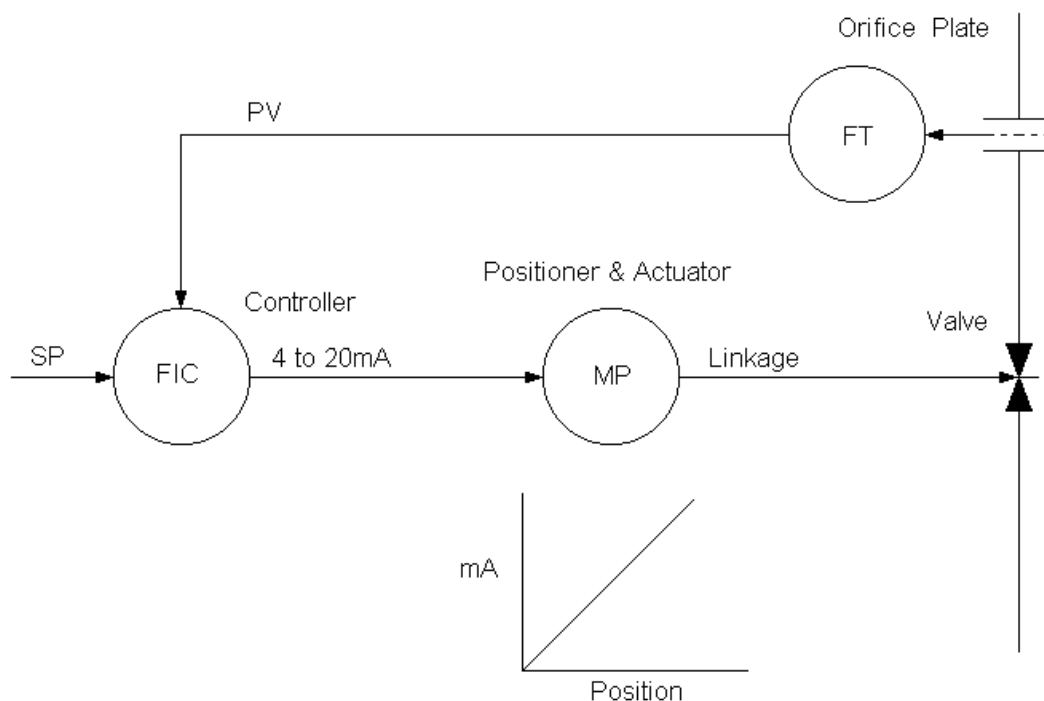 Orifice Plate
PV
FT
Positioner & Actuator
Controller
Valve
SP
FIC
4 to 20mA
MP
Linkage
mA
Position